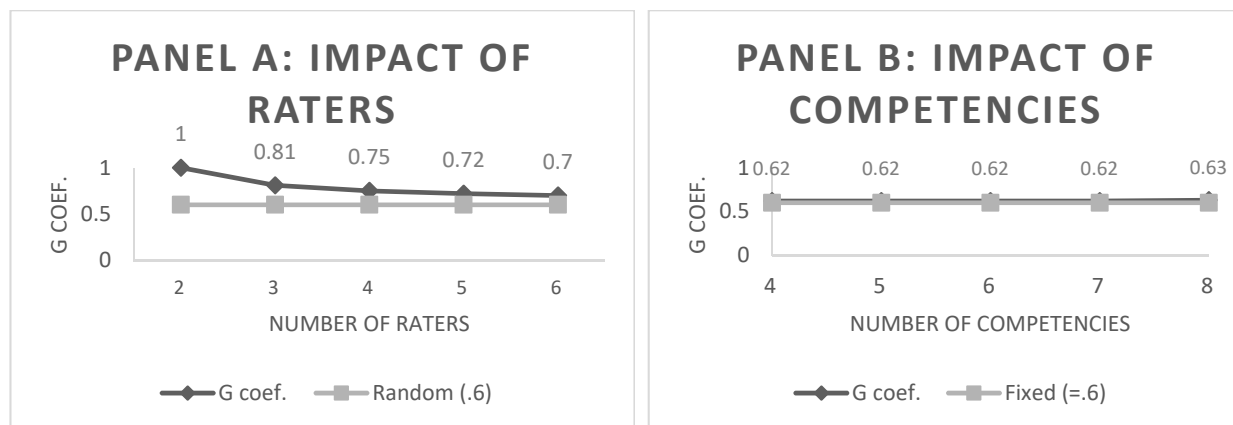 PANEL A: IMPACT OF
RATERS
1
0.81
0.75
0.72
0.7
1
0.5
0
G COEF.
2 3 4 5 6
NUMBER OF RATERS
G coef. Random (.6)
PANEL B: IMPACT OF
COMPETENCIES
0.62 0.62 0.62 0.62 0.63
1
0.5
0
G COEF.
4 5 6 7 8
NUMBER OF COMPETENCIES
G coef. Fixed (=.6)